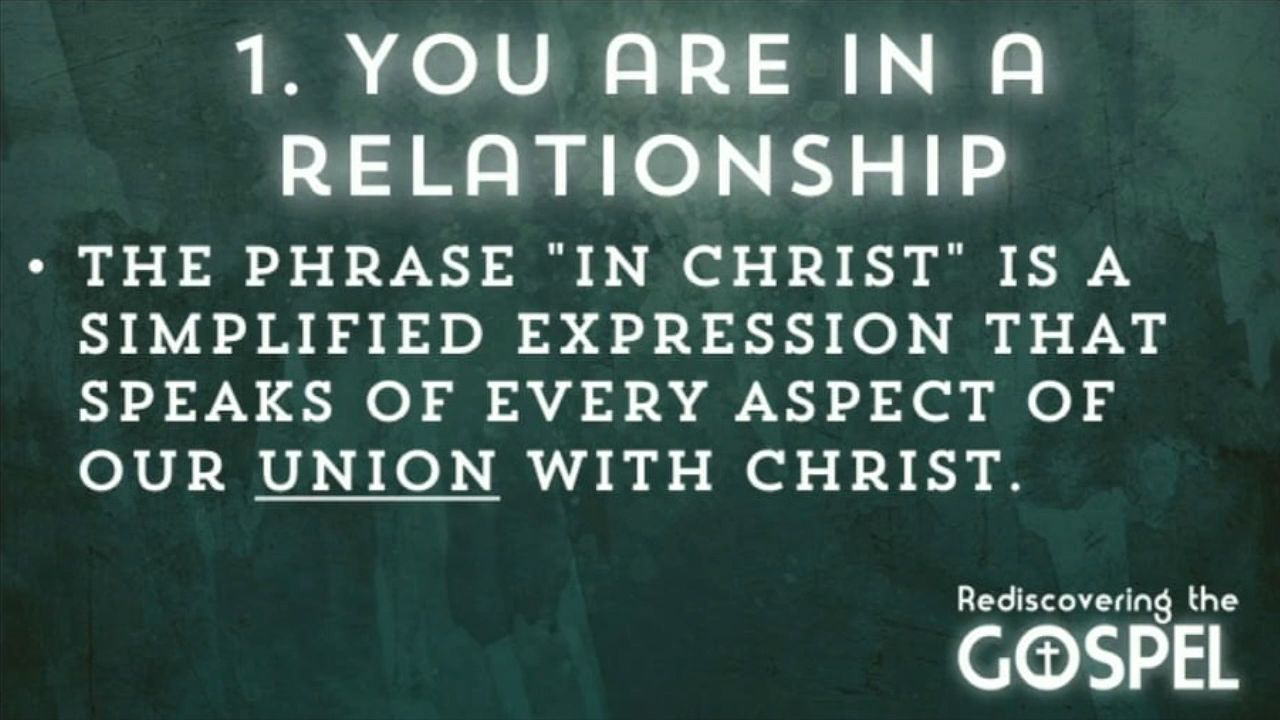 1. YOU ARE IN A
RELATIONSHIP
• THE PHRASE "IN CHRIST" IS A
SIMPLIFIED EXPRESSION THAT
SPEAKS OF EVERY ASPECT OF
OUR UNION WITH CHRIST.
Rediscovering the
GOSPEL